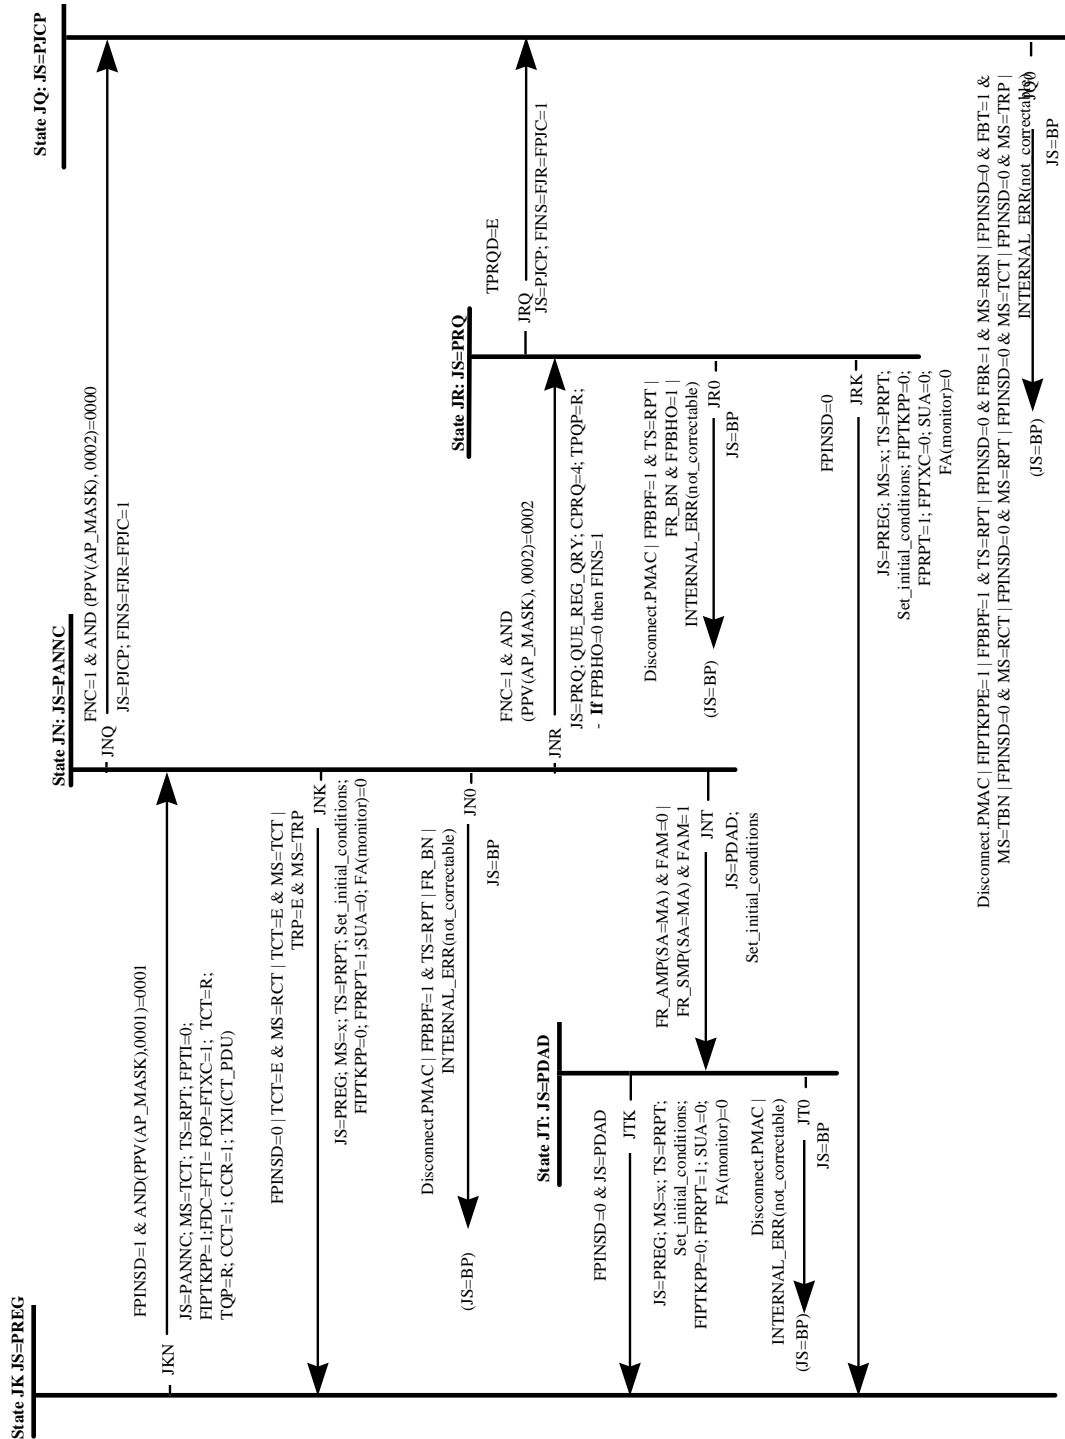 State JK JS=PREG
State JN: JS=PANNC
State JQ: JS=PJCP
JKN
FPINSD=1 & AND(PPV(AP_MASK),0001)=0001
JS=PANNC; MS=TCT; TS=RPT; FPTI=0;
FIPTKPP=1;FDC=FTI= FOP=FTXC=1; TCT=R;
TQP=R; CCT=1; CCR=1; TXI(CT_PDU)
JNQ
FNC=1 & AND (PPV(AP_MASK), 0002)=0000
JS=PJCP; FINS=FJR=FPJC=1
FPINSD=0 | TCT=E & MS=RCT | TCT=E & MS=TCT |
TRP=E & MS=TRP
JNK
JS=PREG; MS=x; TS=PRPT; Set_initial_conditions;
FIPTKPP=0; FPRPT=1;SUA=0; FA(monitor)=0
Disconnect.PMAC | FPBPF=1 & TS=RPT | FR_BN |
INTERNAL_ERR(not_correctable)
JN0
JS=BP
(JS=BP)
State JR: JS=PRQ
FNC=1 & AND
(PPV(AP_MASK), 0002)=0002
JNR
JS=PRQ; QUE_REG_QRY; CPRQ=4; TPQP=R;
- If FPBHO=0 then FINS=1
TPRQD=E
JRQ
JS=PJCP; FINS=FJR=FPJC=1
State JT: JS=PDAD
FR_AMP(SA=MA) & FAM=0 |
FR_SMP(SA=MA) & FAM=1
JNT
JS=PDAD;
Set_initial_conditions
Disconnect.PMAC | FPBPF=1 & TS=RPT |
FR_BN & FPBHO=1 |
INTERNAL_ERR(not_correctable)
JR0
JS=BP
(JS=BP)
FPINSD=0 & JS=PDAD
JTK
JS=PREG; MS=x; TS=PRPT;
Set_initial_conditions;
FIPTKPP=0; FPRPT=1; SUA=0;
FA(monitor)=0
Disconnect.PMAC |
INTERNAL_ERR(not_correctable)
JT0
JS=BP
(JS=BP)
FPINSD=0
JRK
JS=PREG; MS=x; TS=PRPT;
Set_initial_conditions; FIPTKPP=0;
FPRPT=1; FPTXC=0; SUA=0;
FA(monitor)=0
Disconnect.PMAC | FIPTKPPE=1 | FPBPF=1 & TS=RPT | FPINSD=0 & FBR=1 & MS=RBN | FPINSD=0 & FBT=1 &
MS=TBN | FPINSD=0 & MS=RCT | FPINSD=0 & MS=RPT | FPINSD=0 & MS=TCT | FPINSD=0 & MS=TRP |
INTERNAL_ERR(not_correctable)
JQ0
JS=BP
(JS=BP)